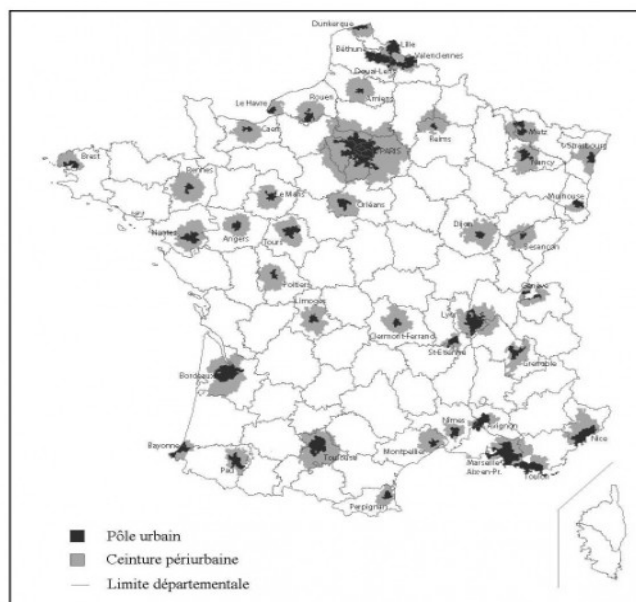 Dunkerque
Lille
Béthune
Valenciennes
Douai-Lens
Amiens
Rouen
Le Havre
Caen
Reims
Metz
PARIS
Strasbourg
Nancy
Brest
Rennes
Le Mans
Orléans
Mulhouse
Nantes
Angers
Tours
Dijon
Besançon
Poitiers
Genève
Limoges
Lyon
Clermont-Ferrand
St-Etienne
Grenoble
Bordeaux
Nîmes
Avignon
Nice
Bayonne
Pau
Toulouse
Montpellier
Marseille
Aix-en-Pr.
Toulon
Perpignan
Pôle urbain
Ceinture périurbaine
Limite départementale